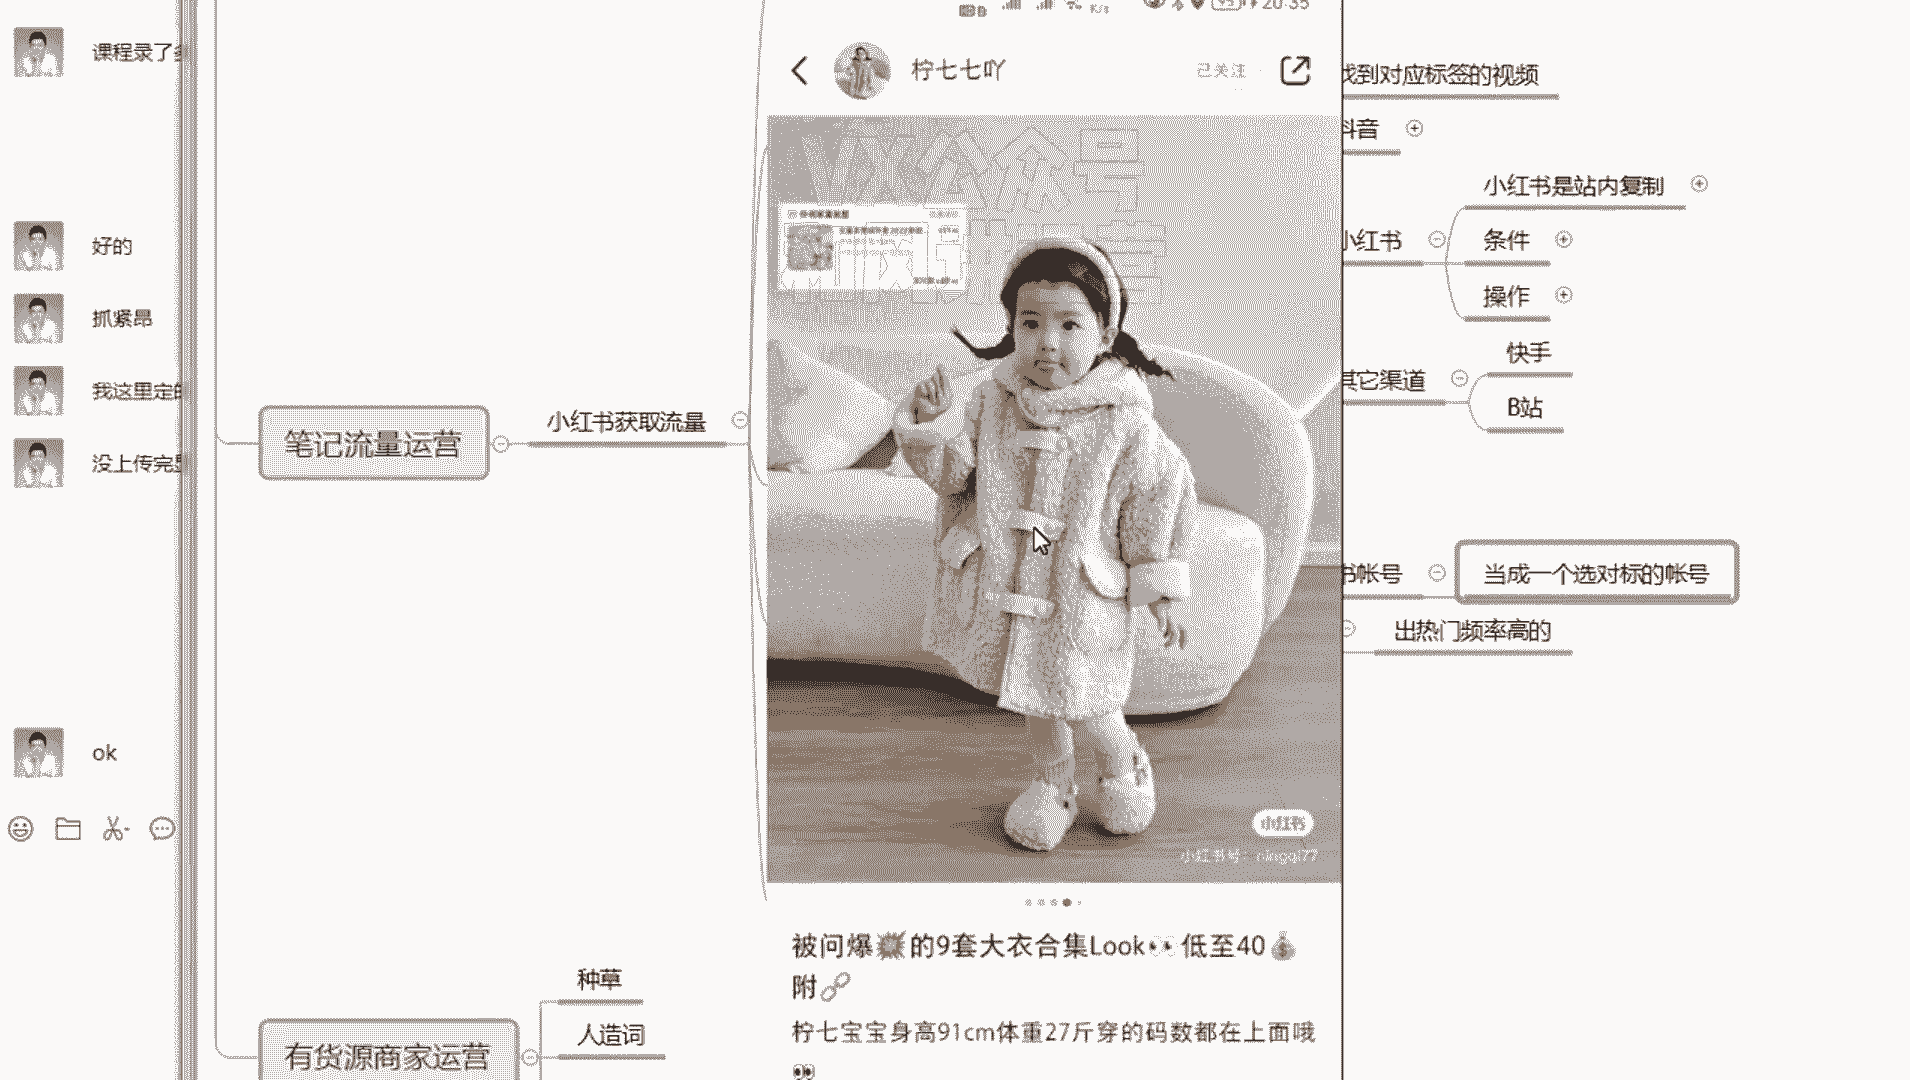 课程录了
好的
抓紧昂
我这里定的
没上传完
ok
笔记流量运营
小红书获取流量
有货源商家运营
种草
人造词
20:35
柠七七吖
已关注
VX公众号
小红书
小红书号: ningqi77
被问爆💥的9套大衣合集Look👀低至40💰
附🔗
柠七宝宝身高91cm体重27斤穿的码数都在上面哦
👀
找到对应标签的视频
抖音
小红书是站内复制
小红书
条件
操作
其它渠道
快手
B站
书帐号
当成一个选对标的帐号
出热门频率高的